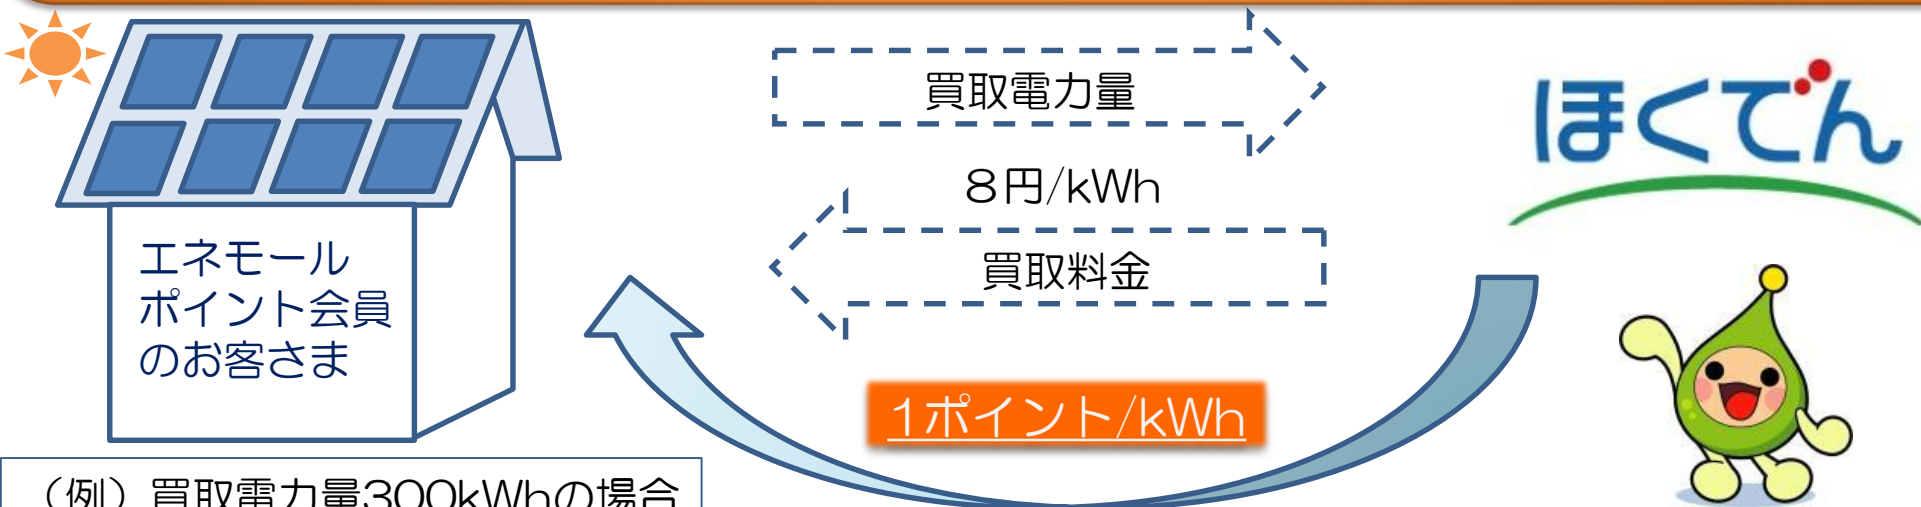 買取電力量
ほくでん
8円/kWh
買取料金
エネモール
ポイント会員
のお客さま
1ポイント/kWh
(例)買取電力量300kWhの場合